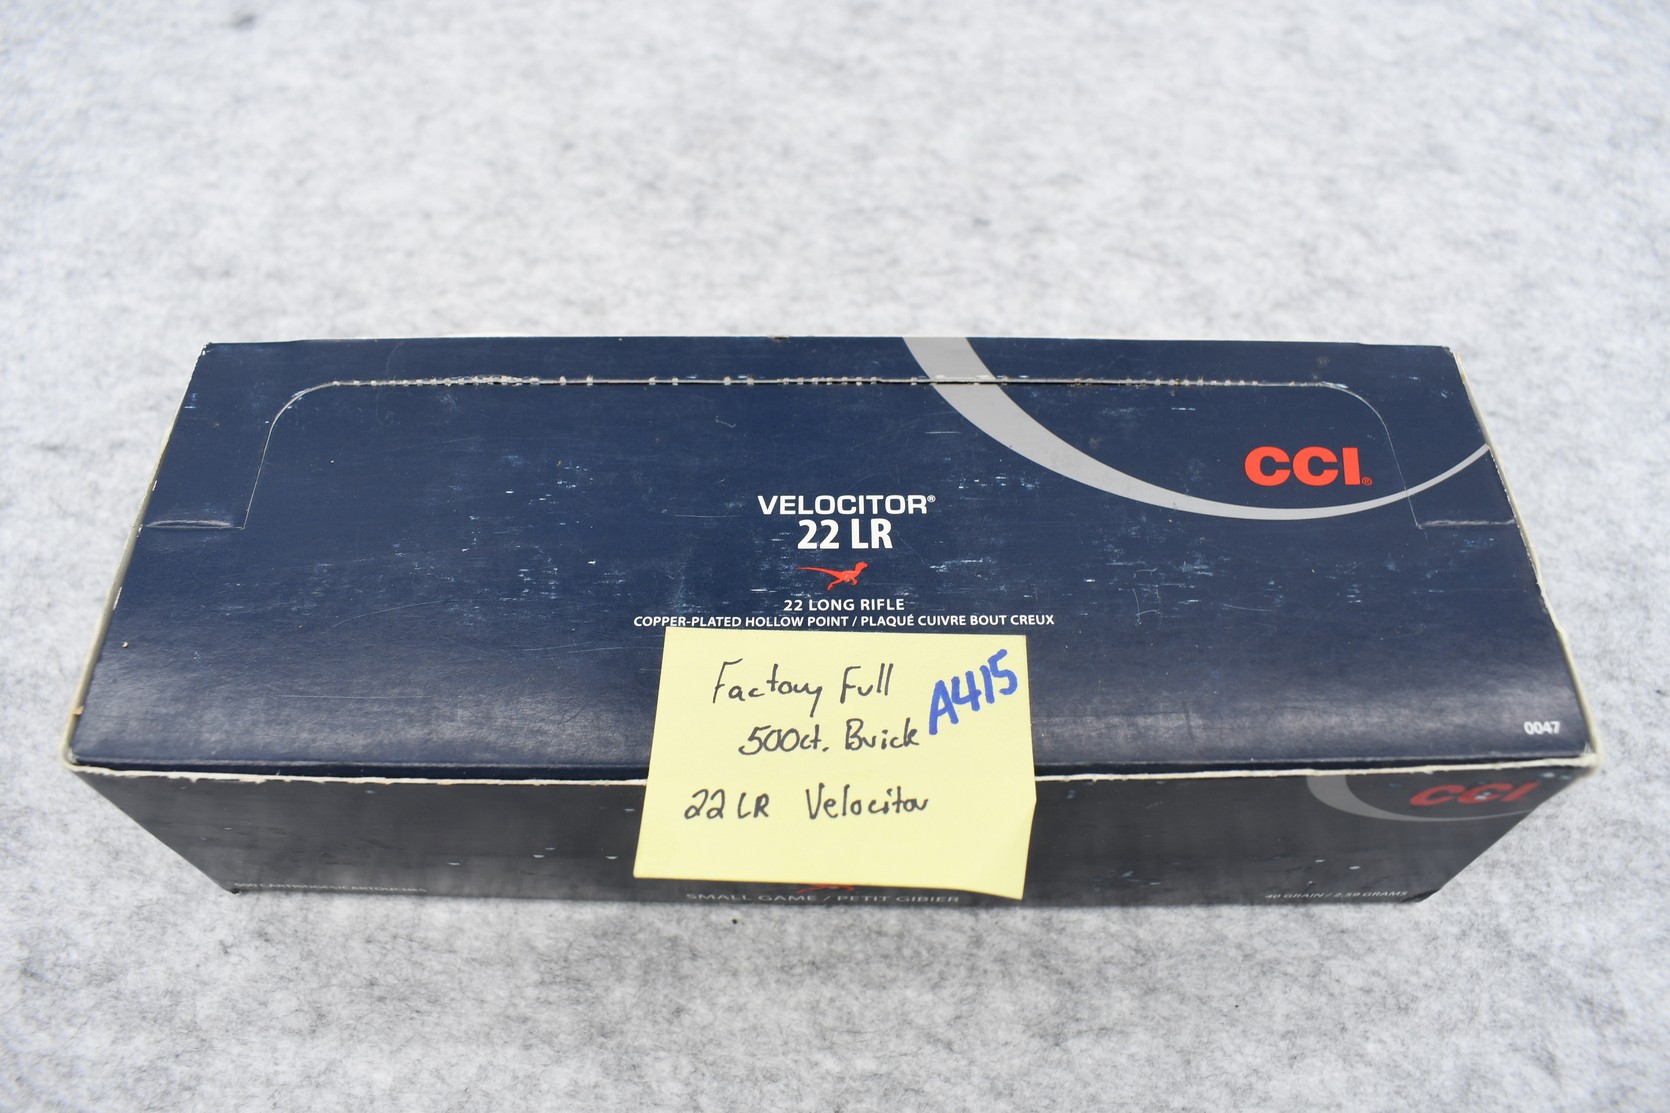 CCI®
VELOCITOR®
22 LR
22 LONG RIFLE
COPPER-PLATED HOLLOW POINT / PLAQUÉ CUIVRE BOUT CREUX
Factory Full
A415
500ct. Brick
22 LR Velocitor
0047
CCI
SMALL GAME / PETIT GIBIER
40 GRAIN / 2.59 GRAMS